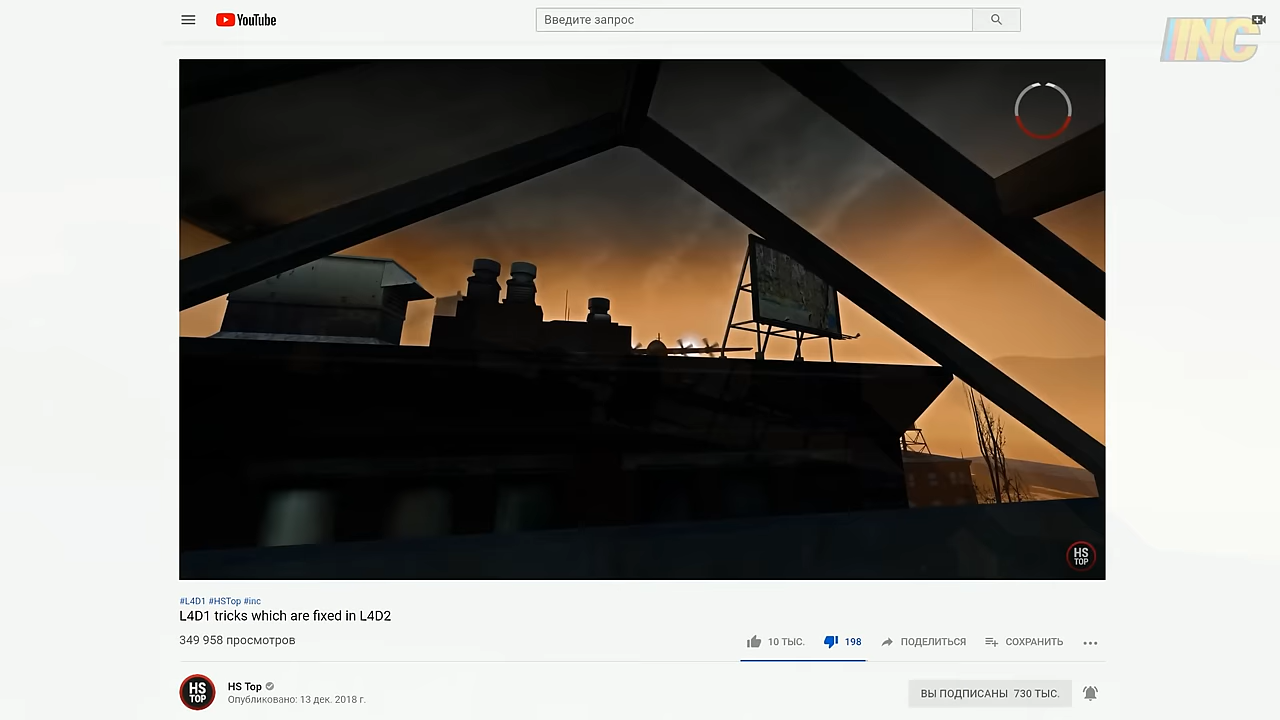 YouTube
Введите запрос
INC
HS
TOP
#L4D1 #HSTop #inc
L4D1 tricks which are fixed in L4D2
349 958 просмотров
10 ТЫС.
198
ПОДЕЛИТЬСЯ
СОХРАНИТЬ
HS
TOP
HS Top
Опубликовано: 13 дек. 2018 г.
ВЫ ПОДПИСАНЫ 730 ТЫС.